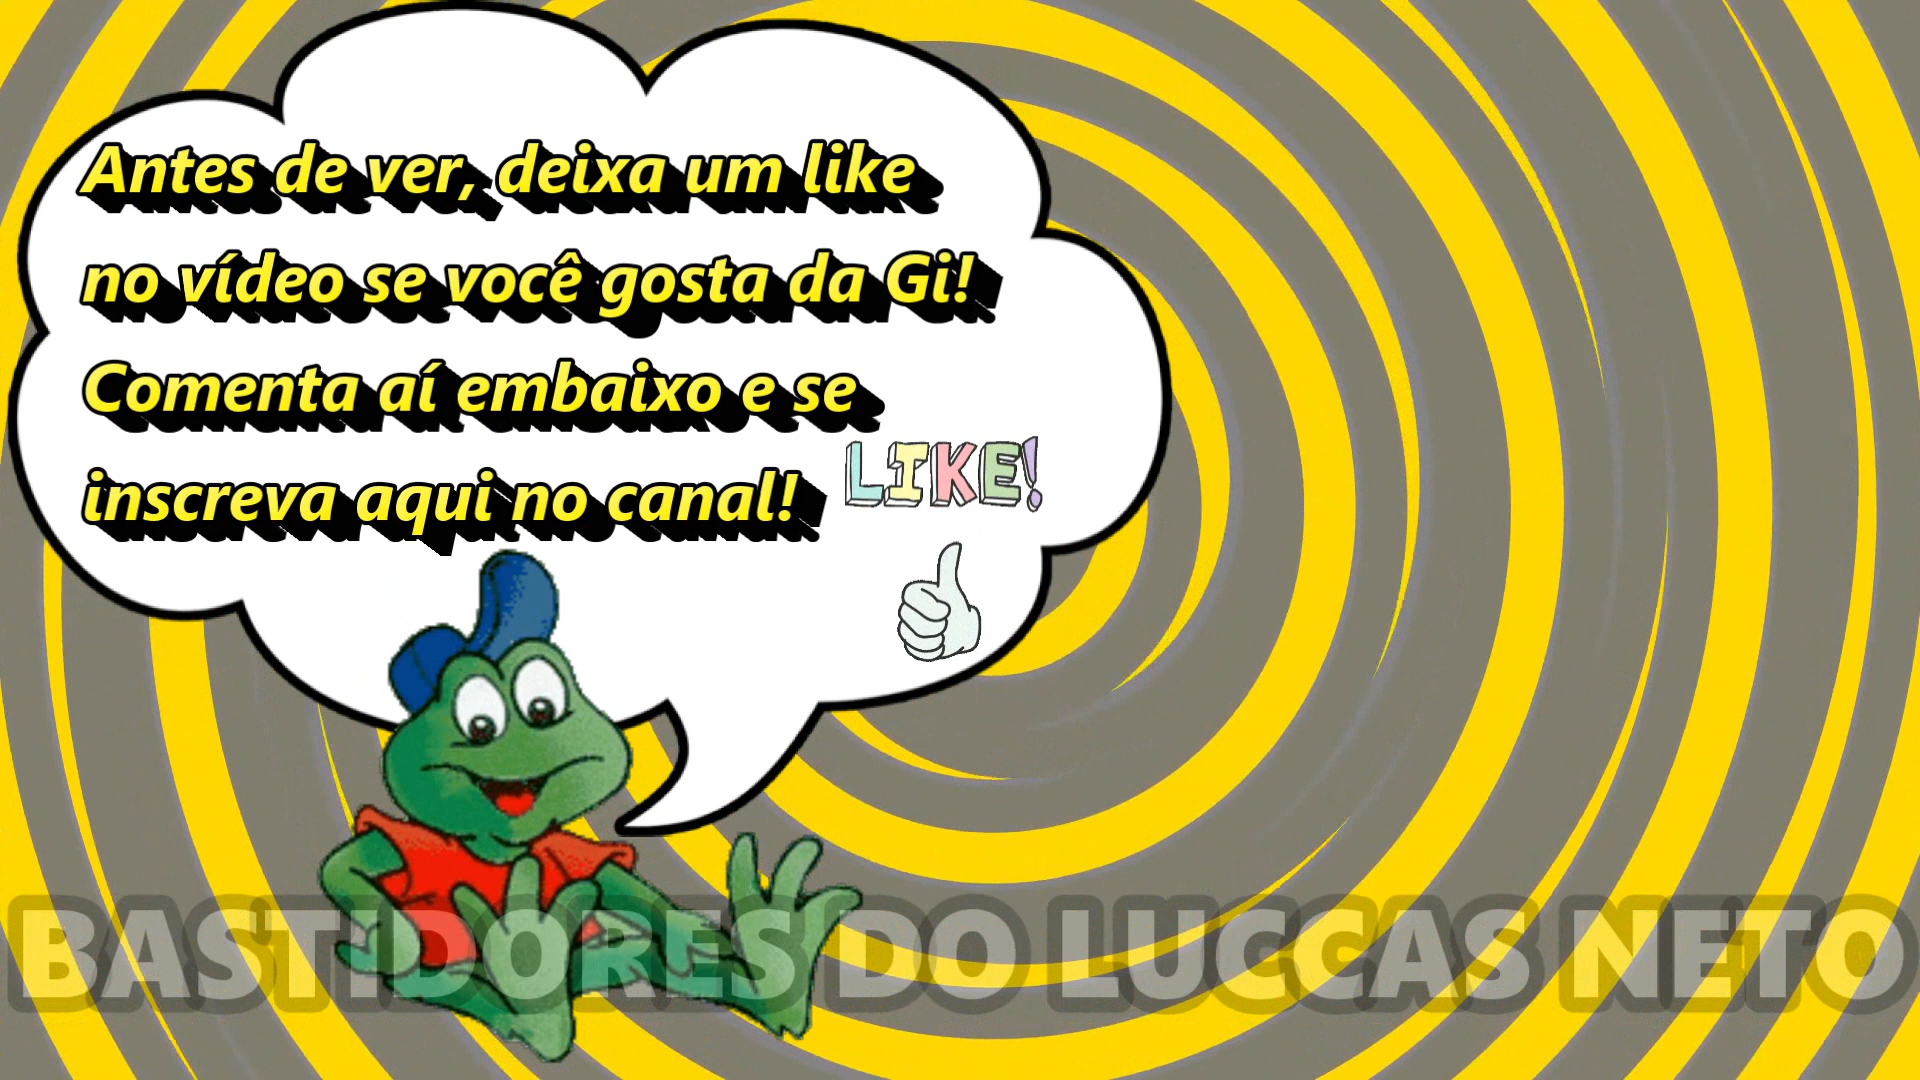 Antes de ver, deixa um like
no vídeo se você gosta da Gi!
Comenta aí embaixo e se
inscreva aqui no canal!
LIKE!
BASTIDORES DO LUCCAS NETO